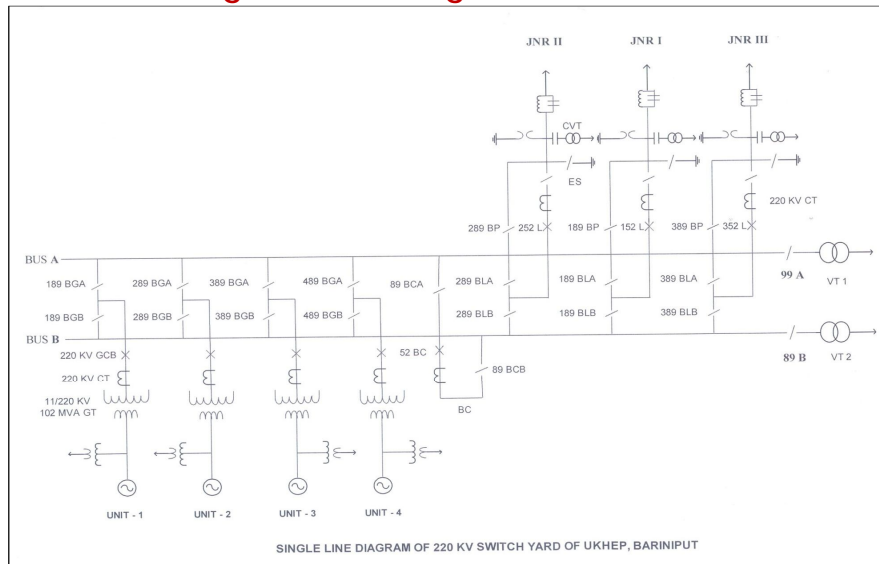 JNR II
JNR I
JNR III
CVT
ES
220 KV CT
289 BP
252 L
189 BP
152 L
389 BP
352 L
BUS A
189 BGA
289 BGA
389 BGA
489 BGA
89 BCA
289 BLA
189 BLA
389 BLA
99 A
VT 1
189 BGB
289 BGB
389 BGB
489 BGB
289 BLB
189 BLB
389 BLB
BUS B
89 B
VT 2
220 KV GCB
52 BC
89 BCB
220 KV CT
11/220 KV
102 MVA GT
BC
UNIT - 1
UNIT - 2
UNIT - 3
UNIT - 4
SINGLE LINE DIAGRAM OF 220 KV SWITCH YARD OF UKHEP, BARINIPUT